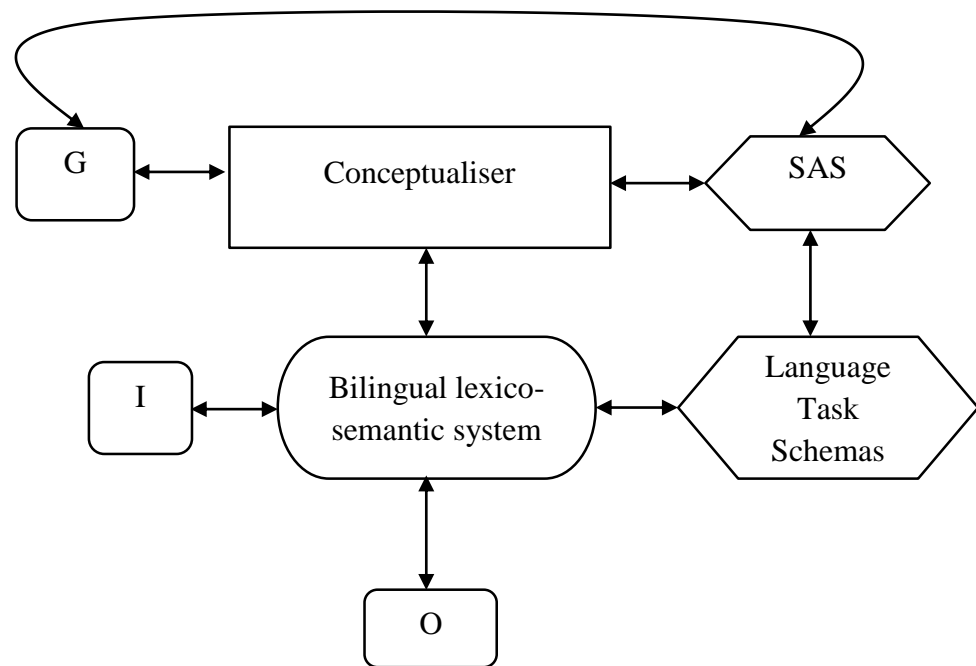 G
Conceptualiser
SAS
I
Bilingual lexico-
semantic system
Language
Task
Schemas
O